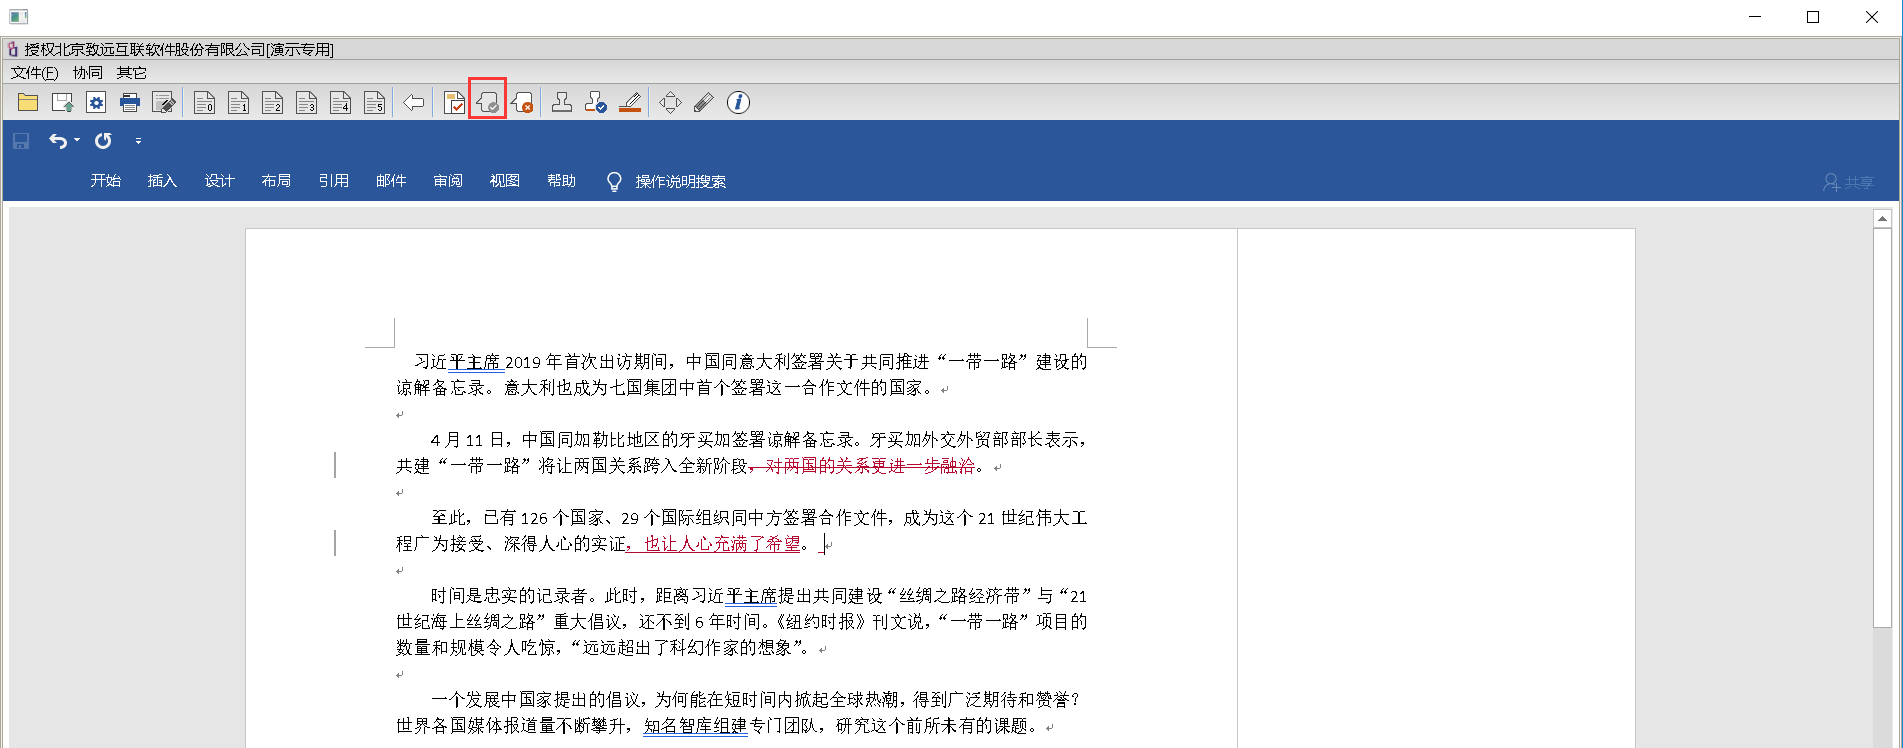 授权北京致远互联软件股份有限公司[演示专用]
文件(F) 协同 其它
0 1 2 3 4 5
开始 插入 设计 布局 引用 邮件 审阅 视图 帮助 操作说明搜索 共享
习近平主席 2019 年首次出访期间，中国同意大利签署关于共同推进“一带一路”建设的
谅解备忘录。意大利也成为七国集团中首个签署这一合作文件的国家。
4 月 11 日，中国同加勒比地区的牙买加签署谅解备忘录。牙买加外交外贸部部长表示，
共建“一带一路”将让两国关系跨入全新阶段，对两国的关系更进一步融洽。
至此，已有 126 个国家、29 个国际组织同中方签署合作文件，成为这个 21 世纪伟大工
程广为接受、深得人心的实证，也让人心充满了希望。
时间是忠实的记录者。此时，距离习近平主席提出共同建设“丝绸之路经济带”与“21
世纪海上丝绸之路”重大倡议，还不到 6 年时间。《纽约时报》刊文说，“一带一路”项目的
数量和规模令人吃惊，“远远超出了科幻作家的想象”。
一个发展中国家提出的倡议，为何能在短时间内掀起全球热潮，得到广泛期待和赞誉？
世界各国媒体报道量不断攀升，知名智库组建专门团队，研究这个前所未有的课题。